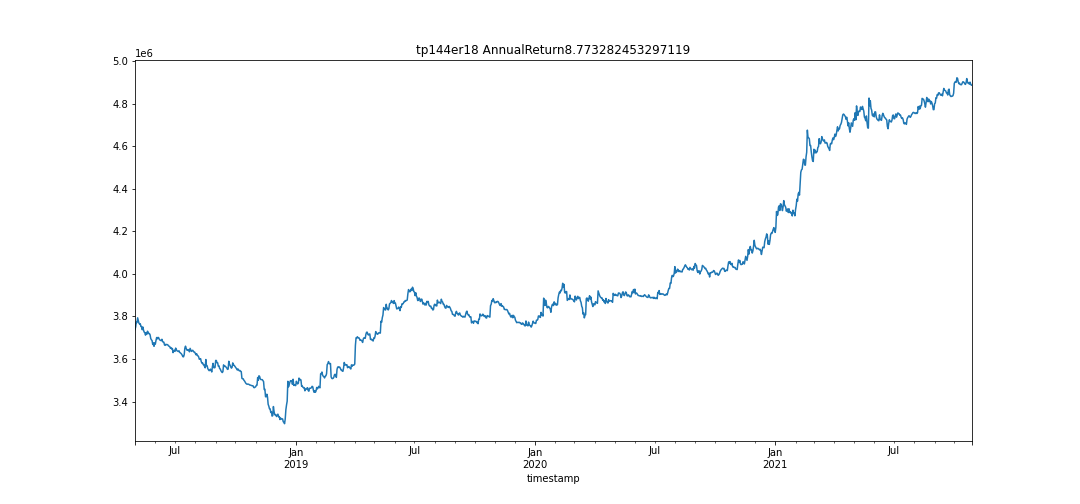 tp144er18 AnnualReturn8.773282453297119
1e6
5.0
4.8
4.6
4.4
4.2
4.0
3.8
3.6
3.4
Jul Jan Jul Jan Jul Jan Jul
2019 2020 2021
timestamp